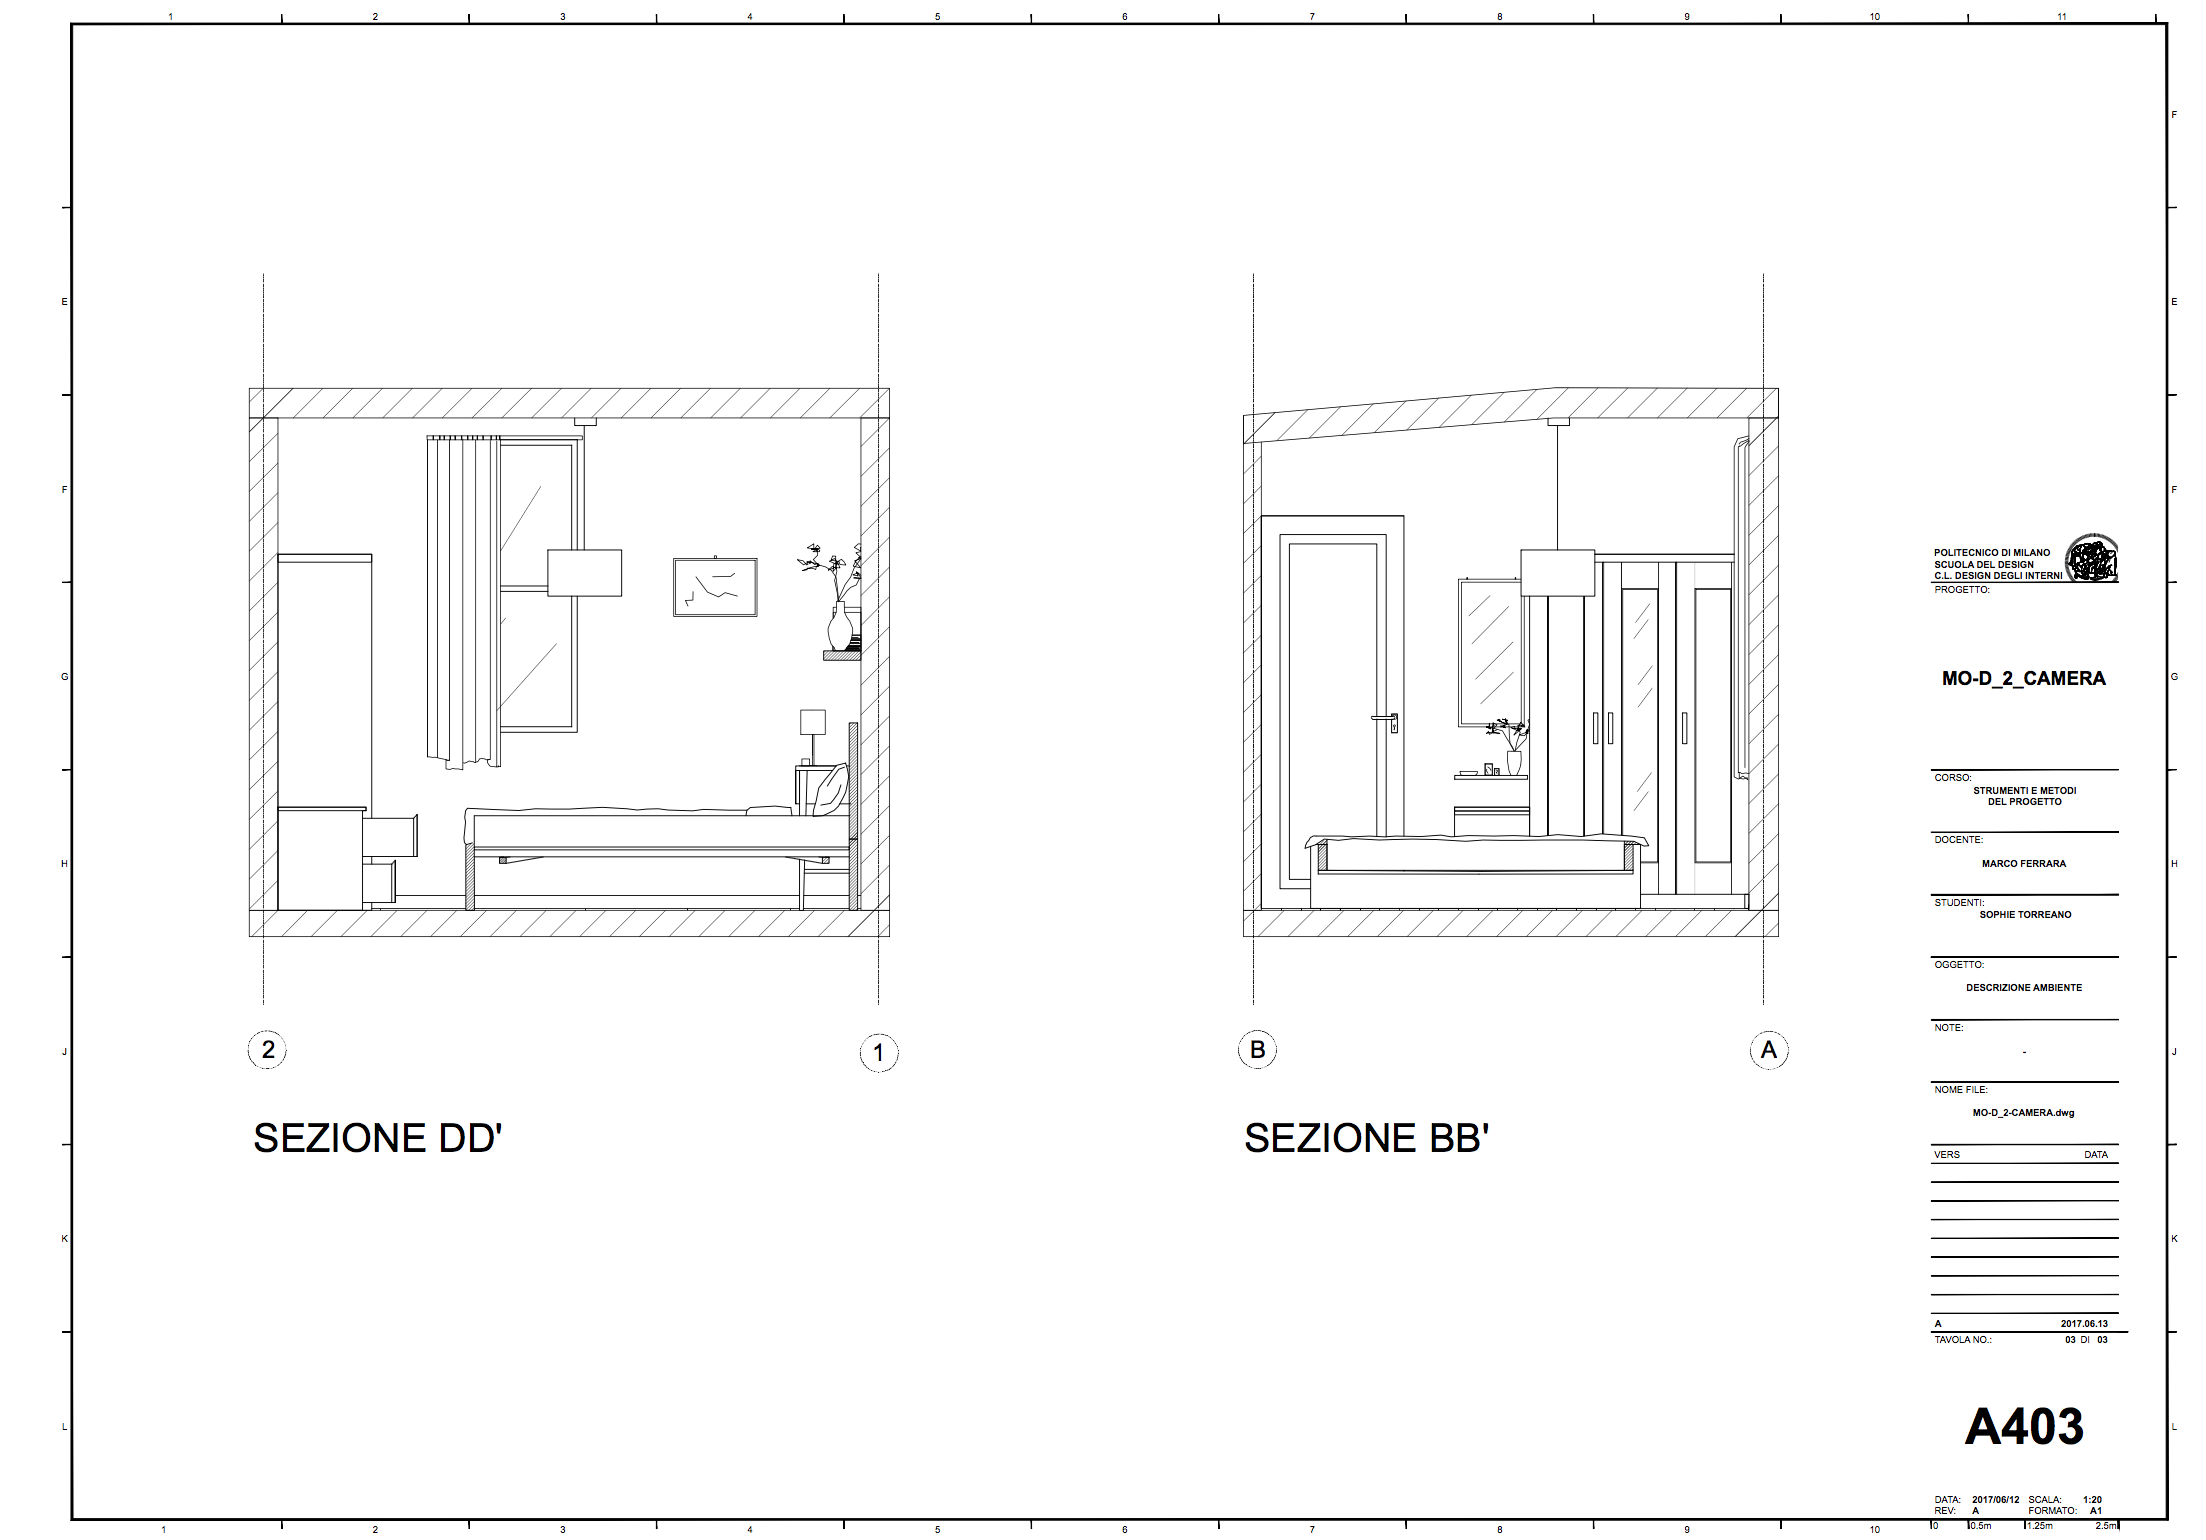 1 2 3 4 5 6 7 8 9 10 11
F
E E
F F
G G
H H
J J
K K
L L
2
1
B
A
SEZIONE DD'
SEZIONE BB'
POLITECNICO DI MILANO
SCUOLA DEL DESIGN
C.L. DESIGN DEGLI INTERNI
PROGETTO:
MO-D_2_CAMERA
CORSO:
STRUMENTI E METODI
DEL PROGETTO
DOCENTE:
MARCO FERRARA
STUDENTI:
SOPHIE TORREANO
OGGETTO:
DESCRIZIONE AMBIENTE
NOTE:
-
NOME FILE:
MO-D_2-CAMERA.dwg
VERS DATA
A 2017.06.13
TAVOLA NO.: 03 DI 03
A403
DATA: 2017/06/12 SCALA: 1:20
REV: A FORMATO: A1
0 0.5m 1.25m 2.5m
1 2 3 4 5 6 7 8 9 10